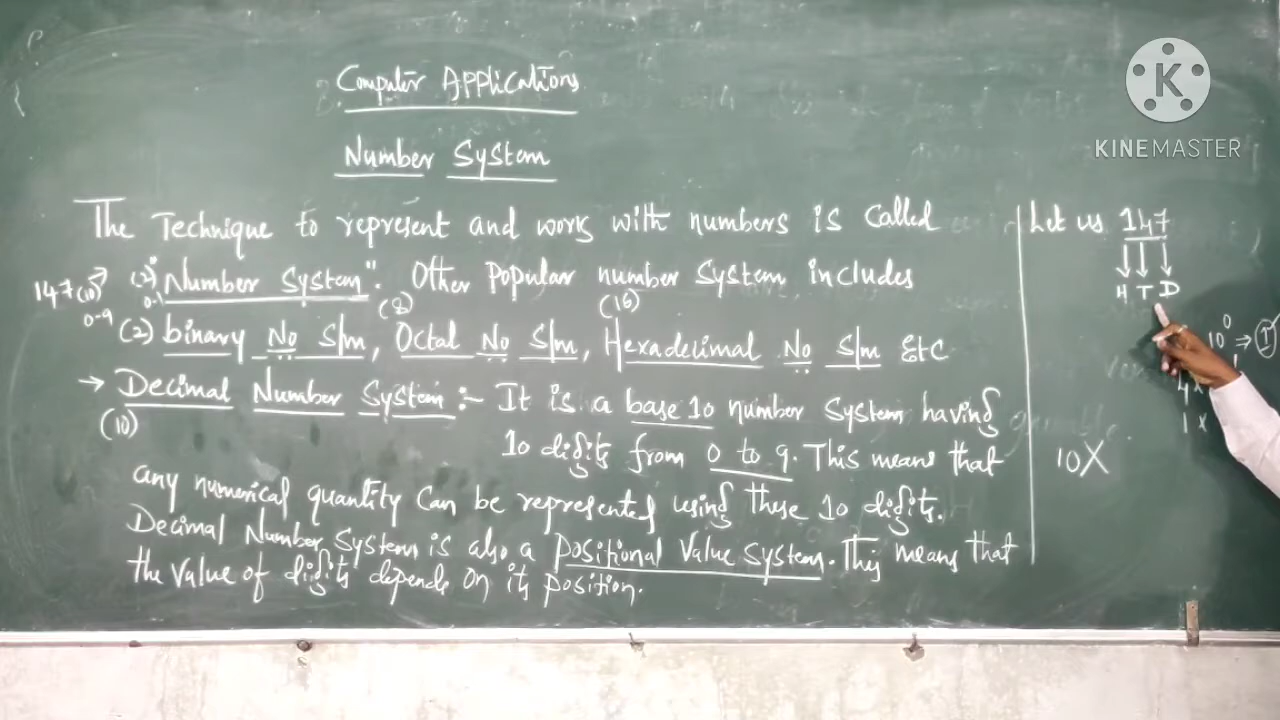 Computer Applications
Number System
The Technique to represent and work with numbers is called
147(10) (2) "Number System". Other Popular number System includes
0-1 (8) (16)
0-9 (2) binary No S/m, Octal No S/m, Hexadecimal No S/m Etc
→ Decimal Number System :- It is a base 10 number System having
(10)
10 digits from 0 to 9. This means that
any numerical quantity can be represented using these 10 digits.
Decimal Number System is also a Positional Value System. This means that
the value of digits depends on its position.
Let us 147
H T D
10⁰ ⇒
4 ×
1 ×
10X
K
KINEMASTER